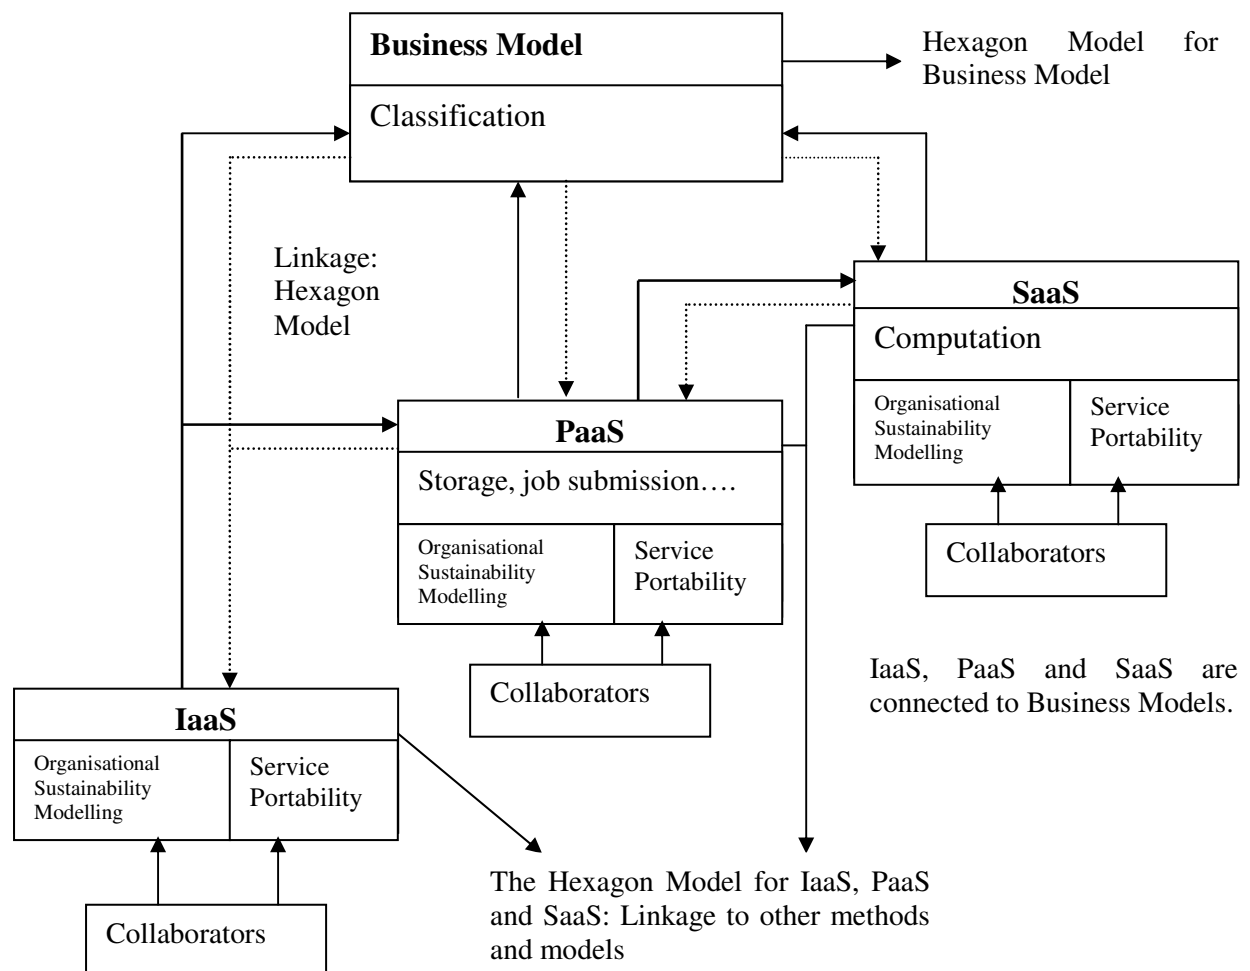 Business Model
Classification
Hexagon Model for
Business Model
Linkage:
Hexagon
Model
SaaS
Computation
Organisational
Sustainability
Modelling
Service
Portability
Collaborators
PaaS
Storage, job submission….
Organisational
Sustainability
Modelling
Service
Portability
Collaborators
IaaS, PaaS and SaaS are
connected to Business Models.
IaaS
Organisational
Sustainability
Modelling
Service
Portability
Collaborators
The Hexagon Model for IaaS, PaaS
and SaaS: Linkage to other methods
and models